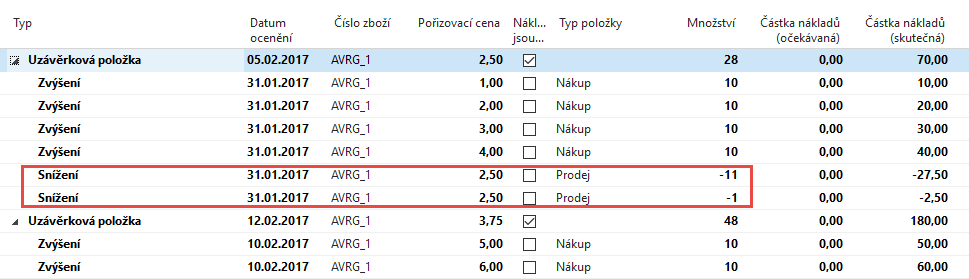 Typ Datum ocenění Číslo zboží Pořizovací cena Nákl... jsou... Typ položky Množství Částka nákladů (očekávaná) Částka nákladů (skutečná)
Uzávěrková položka 05.02.2017 AVRG_1 2,50 28 0,00 70,00
Zvýšení 31.01.2017 AVRG_1 1,00 Nákup 10 0,00 10,00
Zvýšení 31.01.2017 AVRG_1 2,00 Nákup 10 0,00 20,00
Zvýšení 31.01.2017 AVRG_1 3,00 Nákup 10 0,00 30,00
Zvýšení 31.01.2017 AVRG_1 4,00 Nákup 10 0,00 40,00
Snížení 31.01.2017 AVRG_1 2,50 Prodej -11 0,00 -27,50
Snížení 31.01.2017 AVRG_1 2,50 Prodej -1 0,00 -2,50
Uzávěrková položka 12.02.2017 AVRG_1 3,75 48 0,00 180,00
Zvýšení 10.02.2017 AVRG_1 5,00 Nákup 10 0,00 50,00
Zvýšení 10.02.2017 AVRG_1 6,00 Nákup 10 0,00 60,00